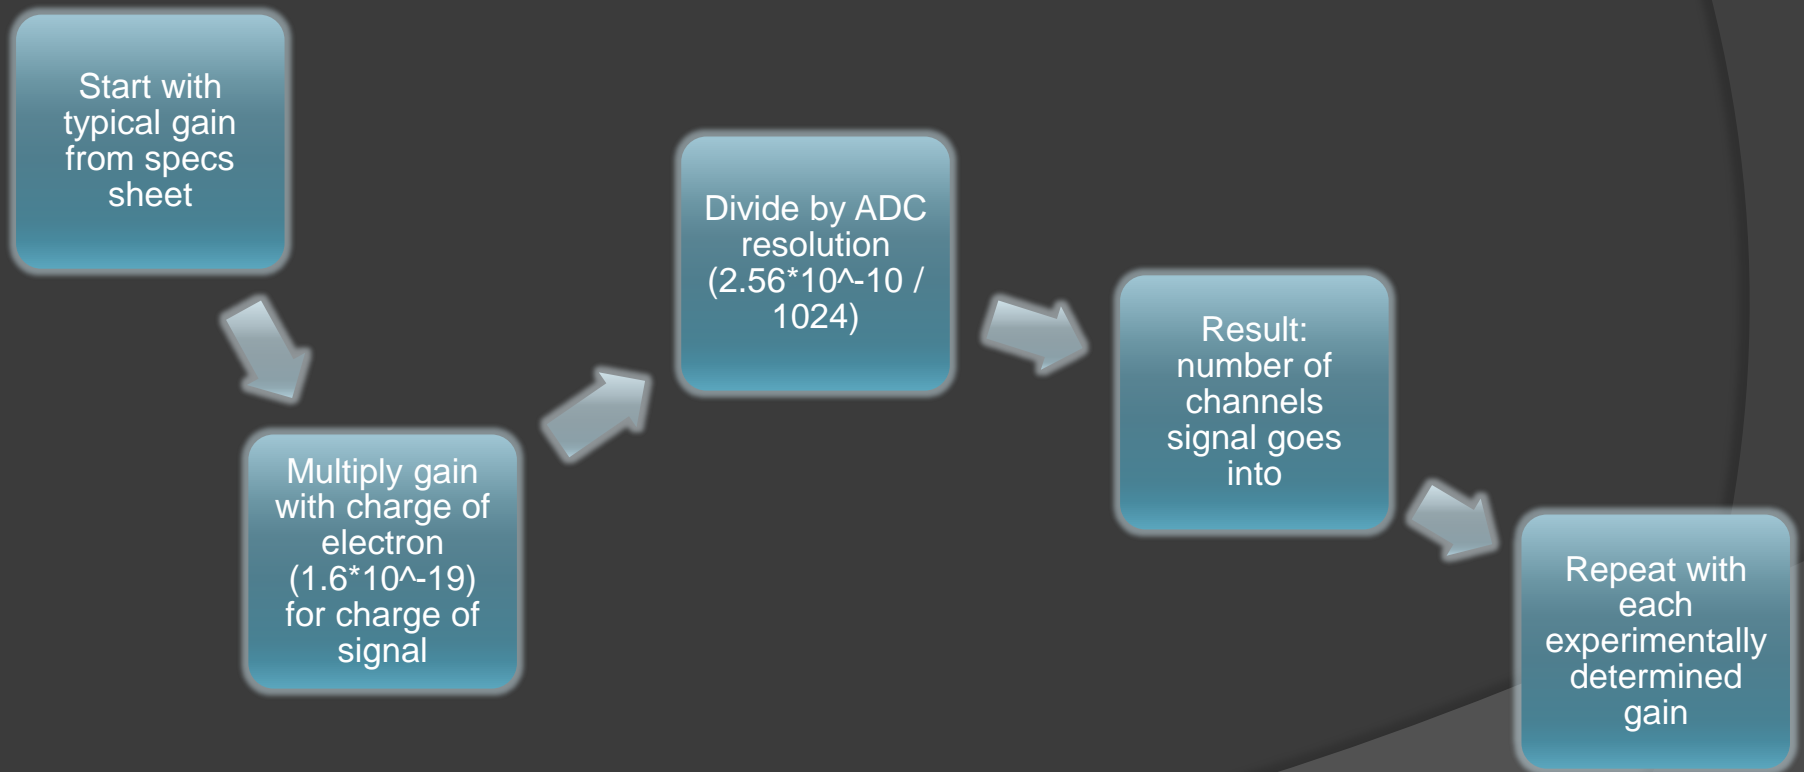 Start with
typical gain
from specs
sheet
Multiply gain
with charge of
electron
(1.6*10^-19)
for charge of
signal
Divide by ADC
resolution
(2.56*10^-10 /
1024)
Result:
number of
channels
signal goes
into
Repeat with
each
experimentally
determined
gain